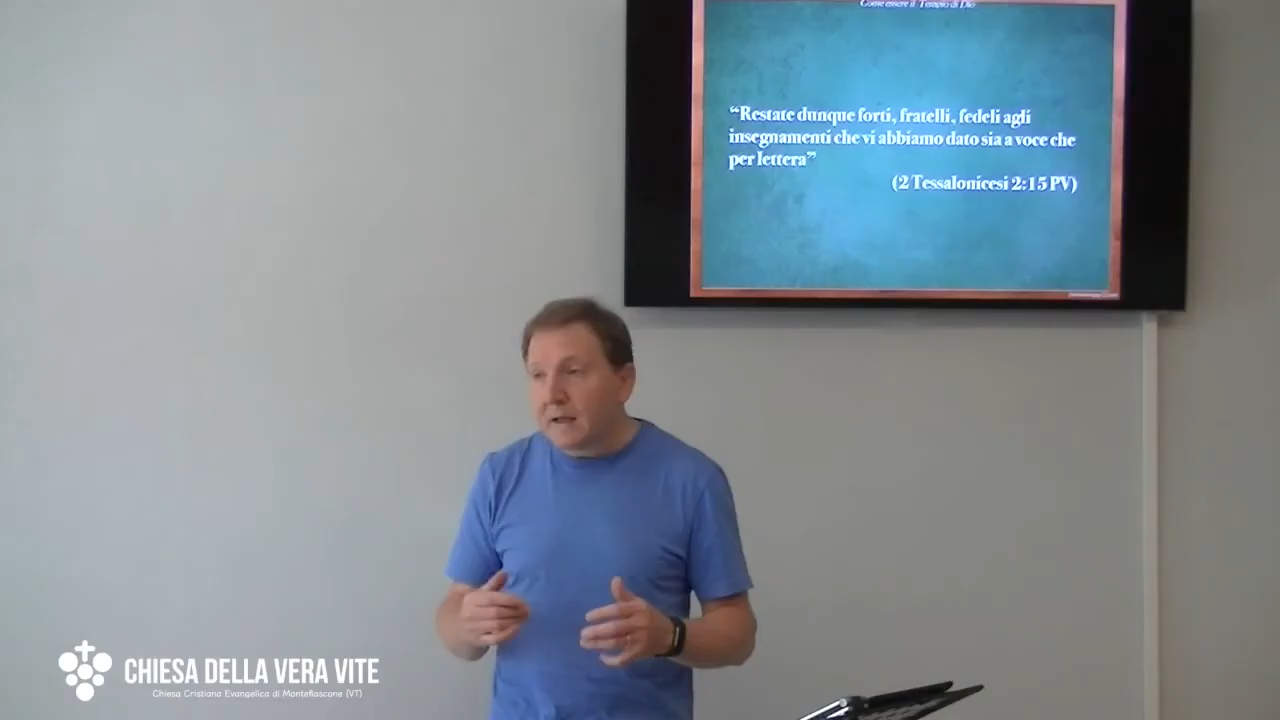 Come essere il Tempio di Dio
“Restate dunque forti, fratelli, fedeli agli
insegnamenti che vi abbiamo dato sia a voce che
per lettera”
(2 Tessalonicesi 2:15 PV)
CHIESA DELLA VERA VITE
Chiesa Cristiana Evangelica di Montefiascone (VT)